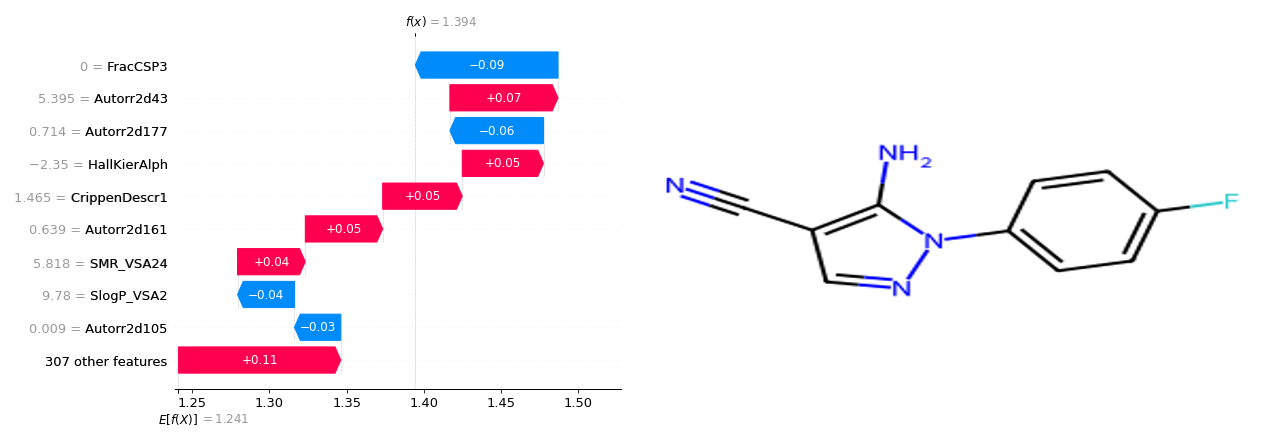 f(x) = 1.394
0 = FracCSP3
−0.09
5.395 = Autorr2d43
+0.07
0.714 = Autorr2d177
−0.06
−2.35 = HallKierAlph
+0.05
1.465 = CrippenDescr1
+0.05
0.639 = Autorr2d161
+0.05
5.818 = SMR_VSA24
+0.04
9.78 = SlogP_VSA2
−0.04
0.009 = Autorr2d105
−0.03
307 other features
+0.11
1.25 1.30 1.35 1.40 1.45 1.50
E[f(X)] = 1.241
NH2
N
F
N
N